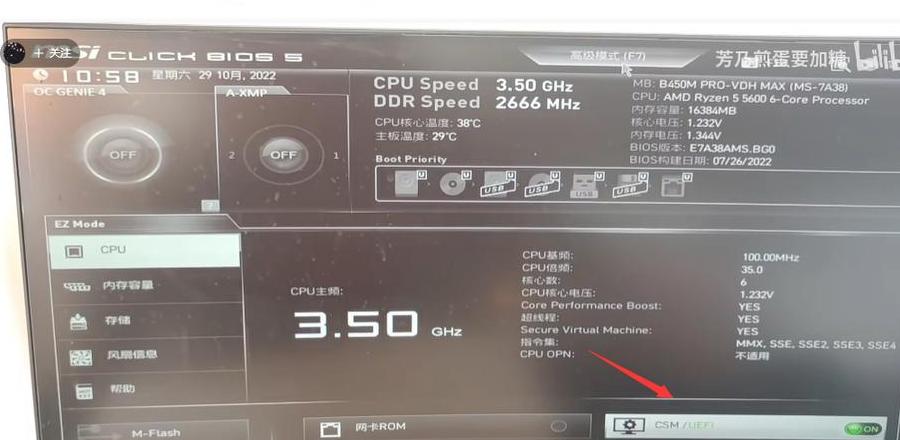 + 关注
si CLICK BIOS 5
高级模式 (F7)
芳乃煎蛋要加糖
bilibili
10:58 星期六 29 10月, 2022
OC GENIE 4
A-XMP
OFF
2 OFF 1
?
CPU Speed 3.50 GHz
DDR Speed 2666 MHz
CPU核心温度: 38°C
主板温度: 29°C
MB: B450M PRO-VDH MAX (MS-7A38)
CPU: AMD Ryzen 5 5600 6-Core Processor
内存容量: 16384MB
核心电压: 1.232V
内存电压: 1.344V
BIOS版本: E7A38AMS.BG0
BIOS构建日期: 07/26/2022
Boot Priority
U U U U U U U
USB USB USB USB
EZ Mode
CPU
内存容量
存储
风扇信息
帮助
CPU主频:
3.50 GHz
CPU基频: 100.00MHz
CPU倍频: 35.0
核心数: 6
CPU核心电压: 1.232V
Core Performance Boost: YES
超线程: YES
Secure Virtual Machine: YES
指令集: MMX, SSE, SSE2, SSE3, SSE4
CPU OPN: 不适用
M-Flash
网卡ROM
CSM /UEFI
ON